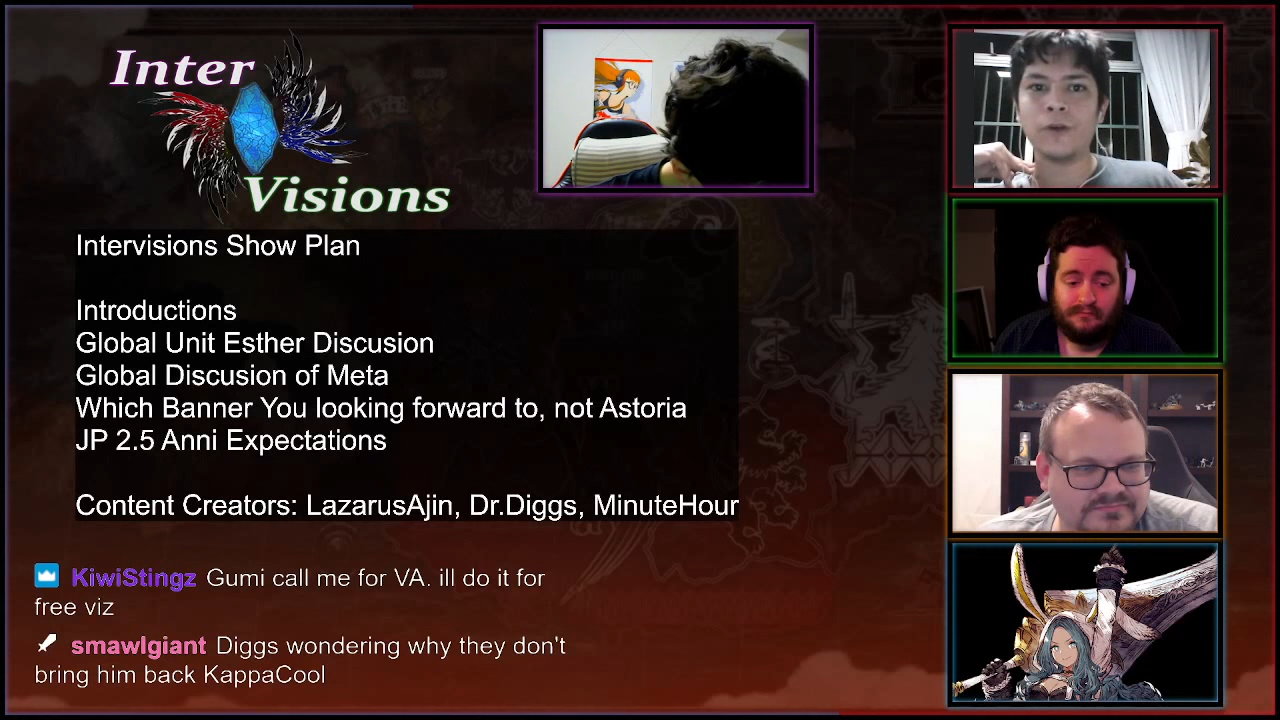 Inter
Visions
Intervisions Show Plan
Introductions
Global Unit Esther Discusion
Global Discusion of Meta
Which Banner You looking forward to, not Astoria
JP 2.5 Anni Expectations
Content Creators: LazarusAjin, Dr.Diggs, MinuteHour
KiwiStingz Gumi call me for VA. ill do it for
free viz
smawlgiant Diggs wondering why they don't
bring him back KappaCool